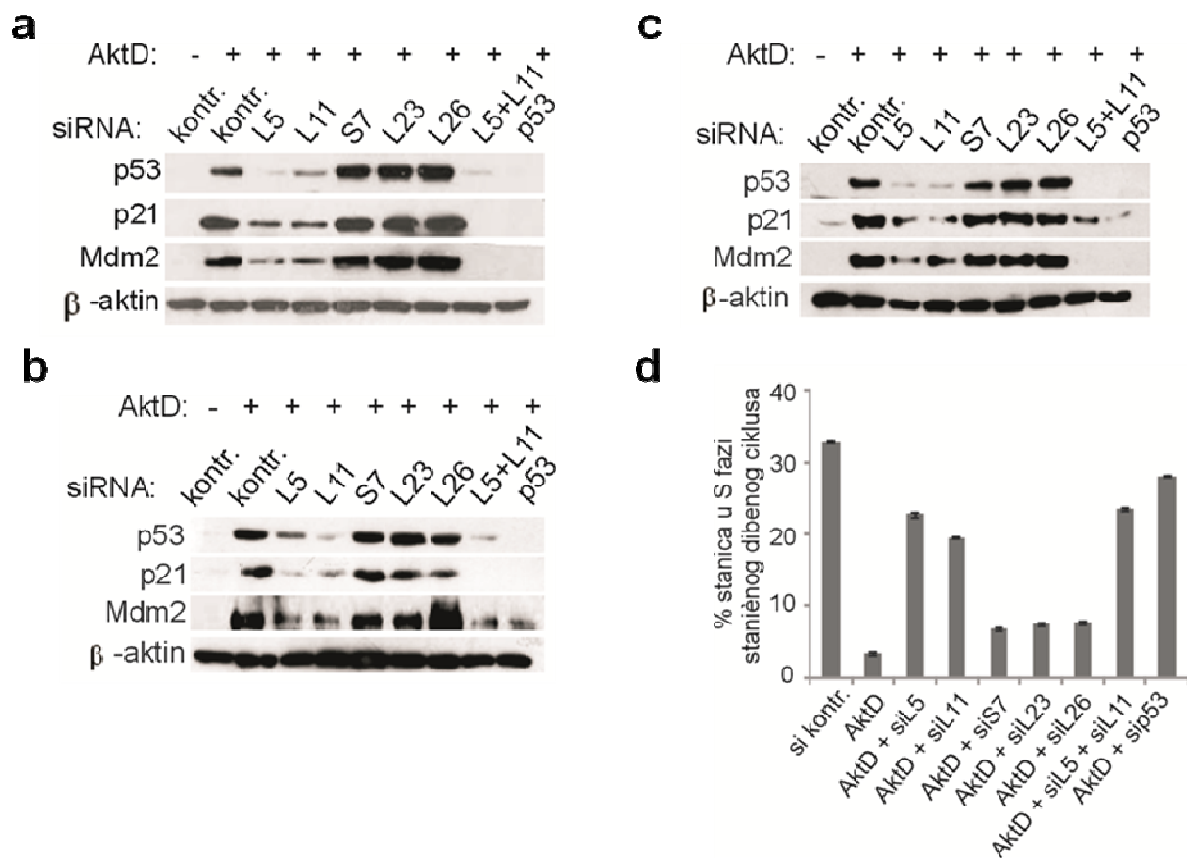 a
AktD: - + + + + + + + +
siRNA: kontr. kontr. L5 L11 S7 L23 L26 L5+L11 p53
p53
p21
Mdm2
β -aktin
c
AktD: - + + + + + + + +
siRNA: kontr. kontr. L5 L11 S7 L23 L26 L5+L11 p53
p53
p21
Mdm2
β-aktin
b
AktD: - + + + + + + + +
siRNA: kontr. kontr. L5 L11 S7 L23 L26 L5+L11 p53
p53
p21
Mdm2
β -aktin
d
% stanica u S fazi
staniènog dibenog ciklusa
40
30
20
10
0
si kontr.
AktD
AktD + siL5
AktD + siL11
AktD + siS7
AktD + siL23
AktD + siL26
AktD + siL5 + siL11
AktD + sip53